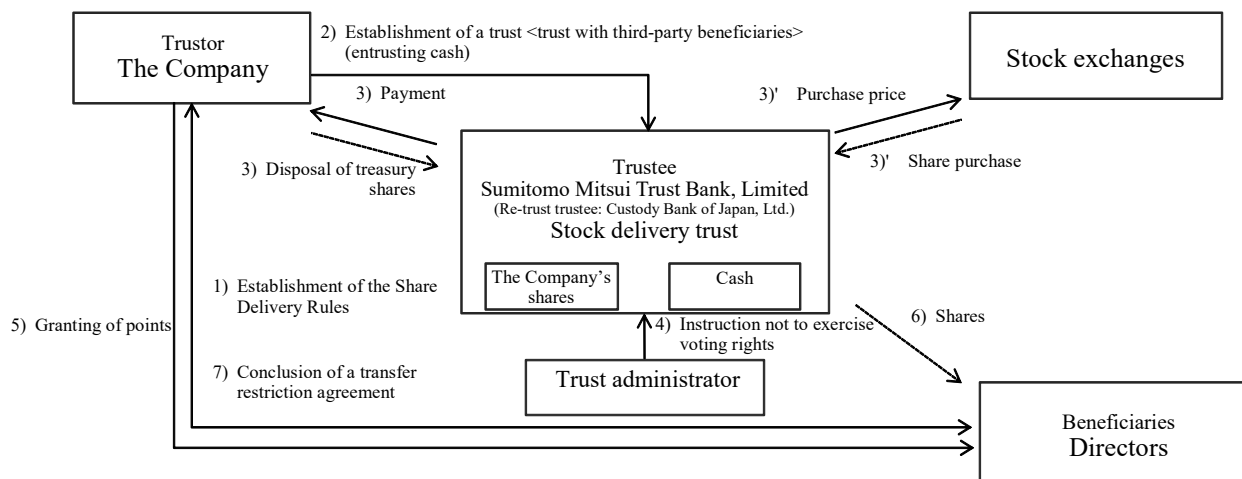 Trustor
The Company
2) Establishment of a trust <trust with third-party beneficiaries>
(entrusting cash)
Stock exchanges
3) Payment
3)' Purchase price
3) Disposal of treasury
shares
3)' Share purchase
Trustee
Sumitomo Mitsui Trust Bank, Limited
(Re-trust trustee: Custody Bank of Japan, Ltd.)
Stock delivery trust
The Company’s
shares
Cash
1) Establishment of the Share
Delivery Rules
5) Granting of points
4) Instruction not to exercise
voting rights
6) Shares
7) Conclusion of a transfer
restriction agreement
Trust administrator
Beneficiaries
Directors